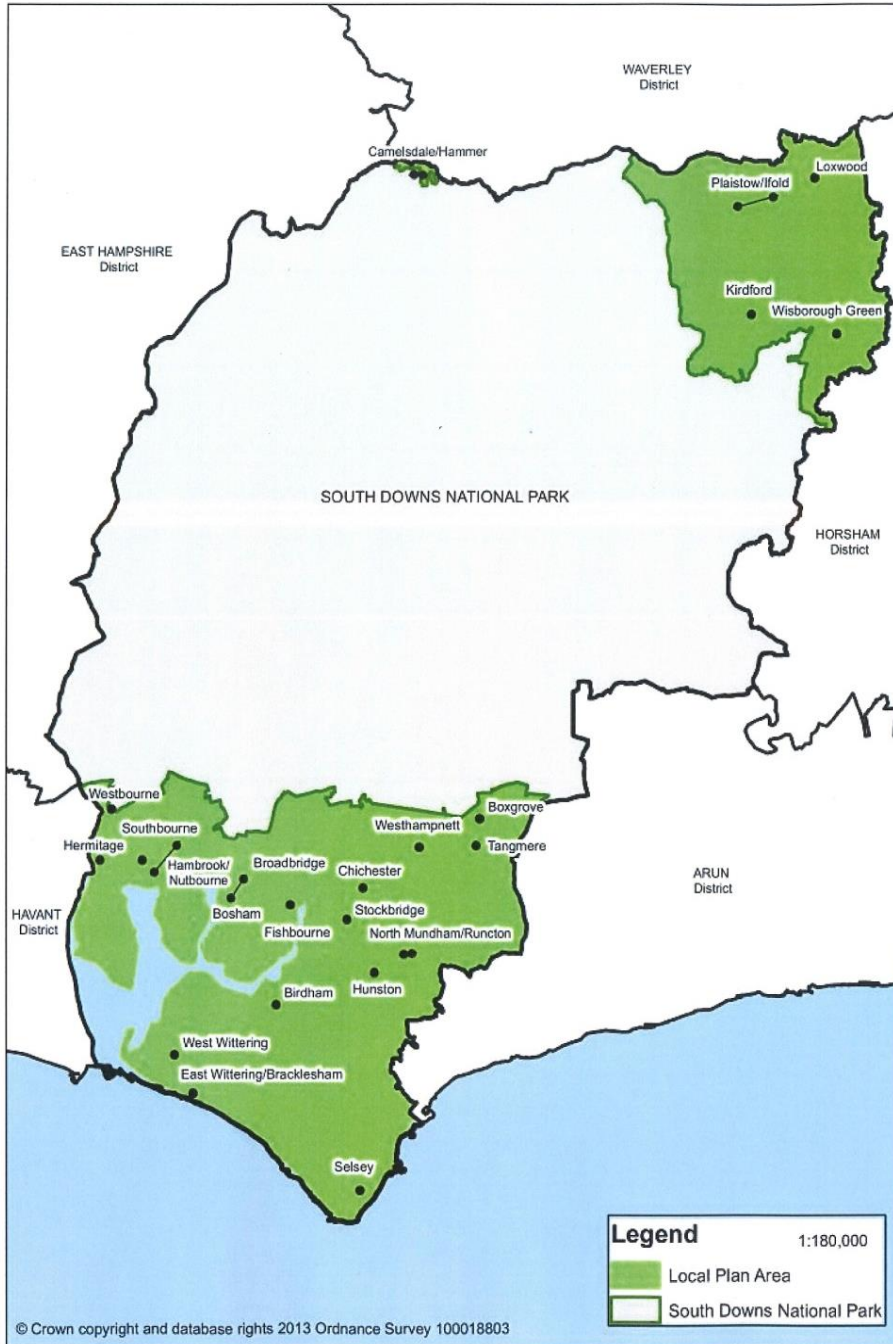 WAVERLEY
District
Camelsdale/Hammer
Loxwood
Plaistow/Ifold
EAST HAMPSHIRE
District
Kirdford
Wisborough Green
SOUTH DOWNS NATIONAL PARK
HORSHAM
District
Westbourne
Boxgrove
Southbourne
Westhampnett
Hermitage
Tangmere
Hambrook/
Nutbourne
Broadbridge
Chichester
ARUN
District
HAVANT
District
Bosham
Stockbridge
Fishbourne
North Mundham/Runcton
Hunston
Birdham
West Wittering
East Wittering/Bracklesham
Selsey
Legend
1:180,000
Local Plan Area
South Downs National Park
© Crown copyright and database rights 2013 Ordnance Survey 100018803